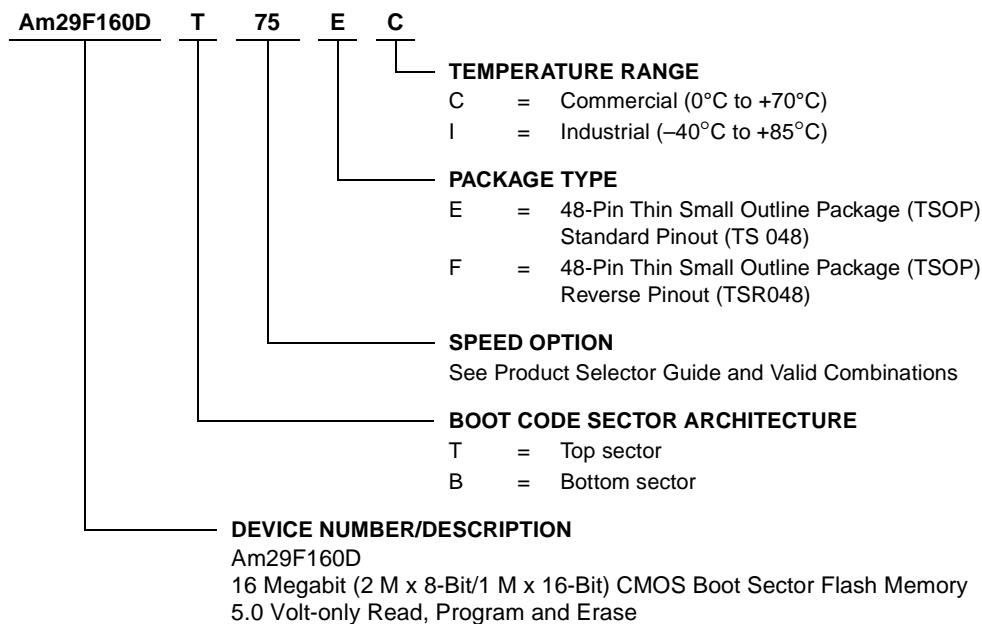 Am29F160D T 75 E C
TEMPERATURE RANGE
C = Commercial (0°C to +70°C)
I = Industrial (–40°C to +85°C)
PACKAGE TYPE
E = 48-Pin Thin Small Outline Package (TSOP)
Standard Pinout (TS 048)
F = 48-Pin Thin Small Outline Package (TSOP)
Reverse Pinout (TSR048)
SPEED OPTION
See Product Selector Guide and Valid Combinations
BOOT CODE SECTOR ARCHITECTURE
T = Top sector
B = Bottom sector
DEVICE NUMBER/DESCRIPTION
Am29F160D
16 Megabit (2 M x 8-Bit/1 M x 16-Bit) CMOS Boot Sector Flash Memory
5.0 Volt-only Read, Program and Erase